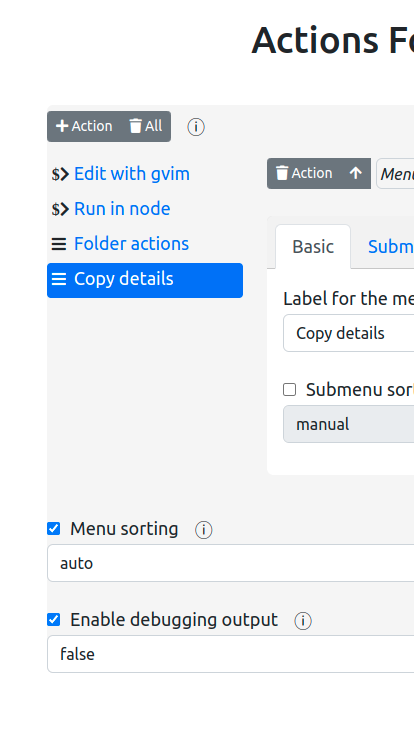 Actions Fo
Action All
Edit with gvim
Run in node
Folder actions
Copy details
Action Menu
Basic Subm
Label for the me
Copy details
Submenu sor
manual
Menu sorting
auto
Enable debugging output
false